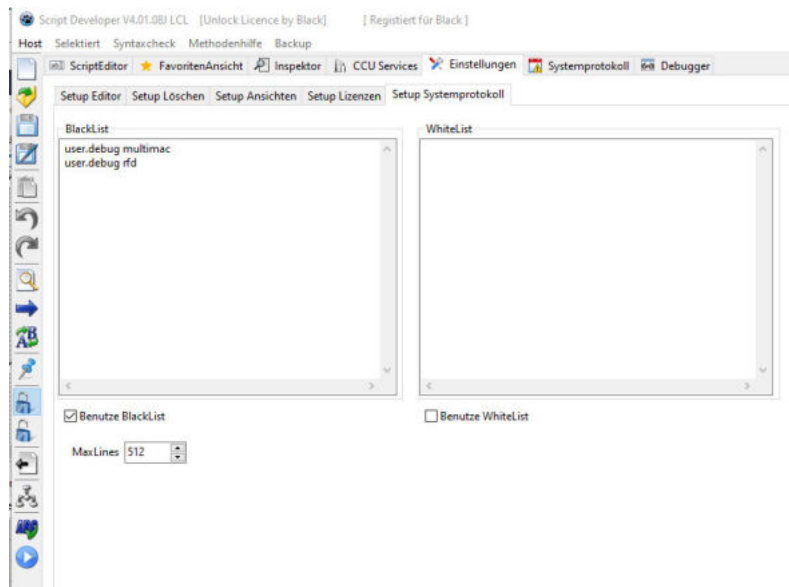 Script Developer V4.01.08J LCL [Unlock Licence by Black] [ Registiert für Black ]
Host Selektiert Syntaxcheck Methodenhilfe Backup
ScriptEditor FavoritenAnsicht Inspektor CCU Services Einstellungen Systemprotokoll Debugger
Setup Editor Setup Löschen Setup Ansichten Setup Lizenzen Setup Systemprotokoll
BlackList WhiteList
user.debug multimac
user.debug rfd
Benutze BlackList Benutze WhiteList
MaxLines 512